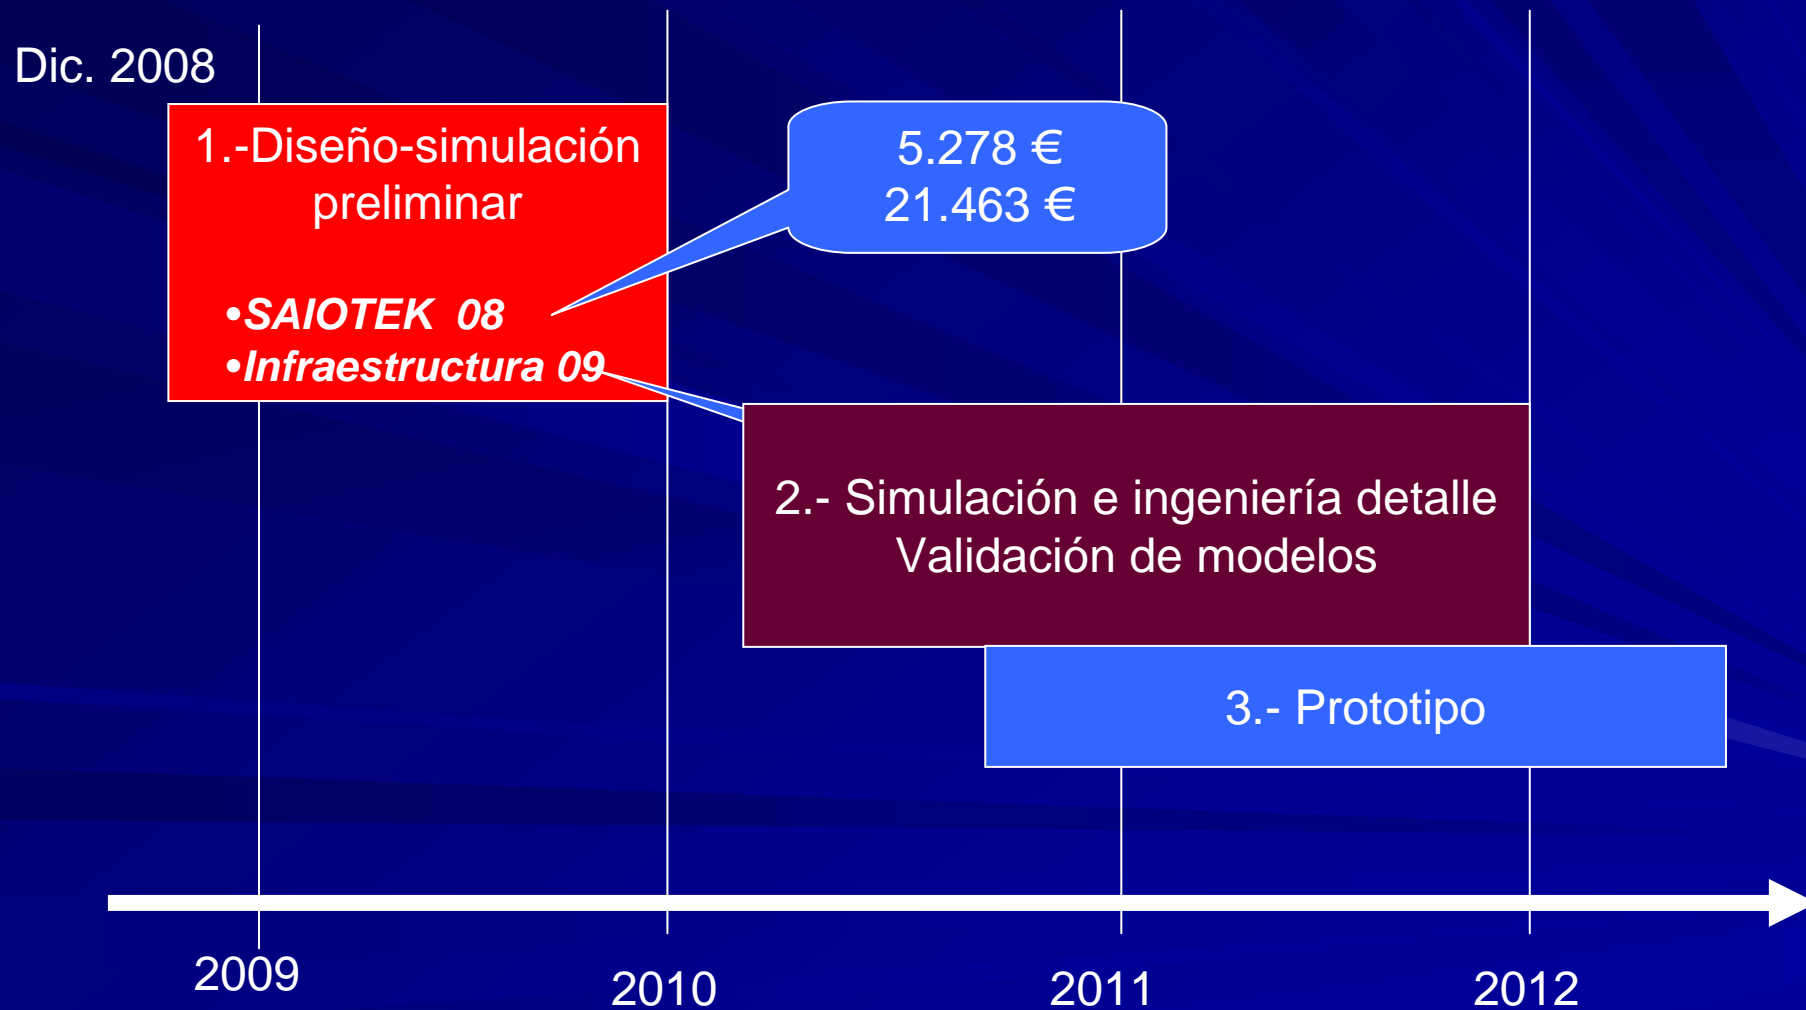 Dic. 2008
1.-Diseño-simulación
preliminar
•SAIOTEK 08
•Infraestructura 09
5.278 €
21.463 €
2.- Simulación e ingeniería detalle
Validación de modelos
3.- Prototipo
2009
2010
2011
2012